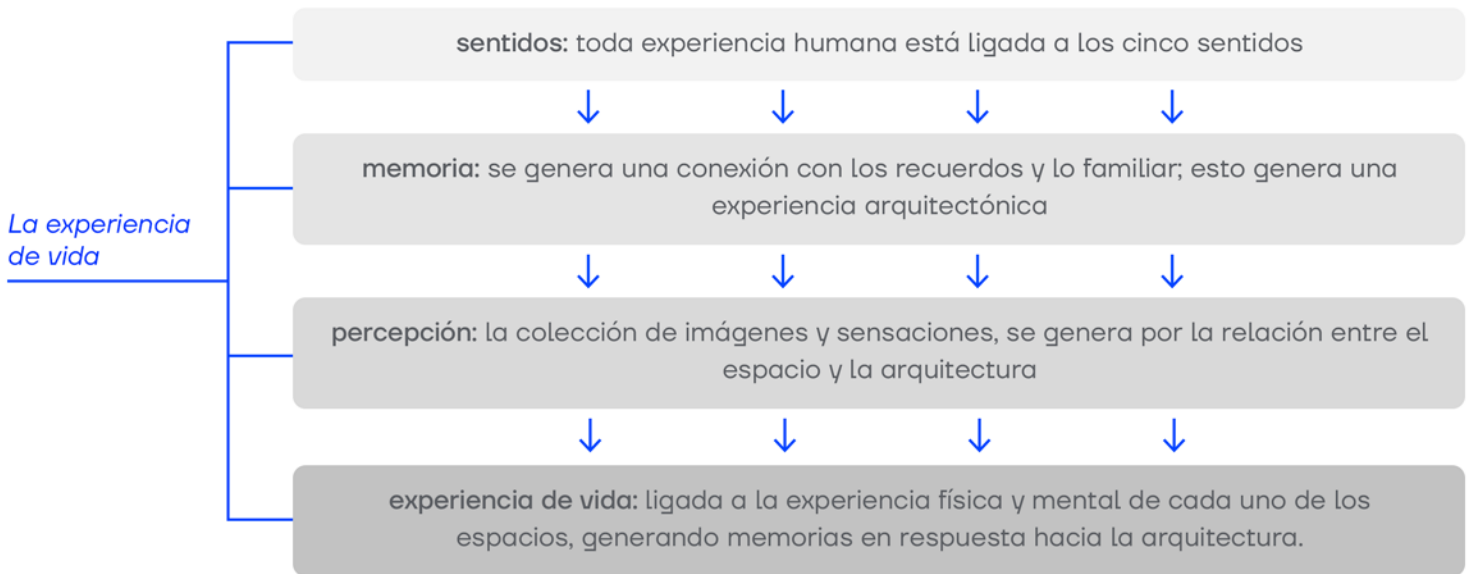 sentidos: toda experiencia humana está ligada a los cinco sentidos
memoria: se genera una conexión con los recuerdos y lo familiar; esto genera una
experiencia arquitectónica
La experiencia
de vida
percepción: la colección de imágenes y sensaciones, se genera por la relación entre el
espacio y la arquitectura
experiencia de vida: ligada a la experiencia física y mental de cada uno de los
espacios, generando memorias en respuesta hacia la arquitectura.